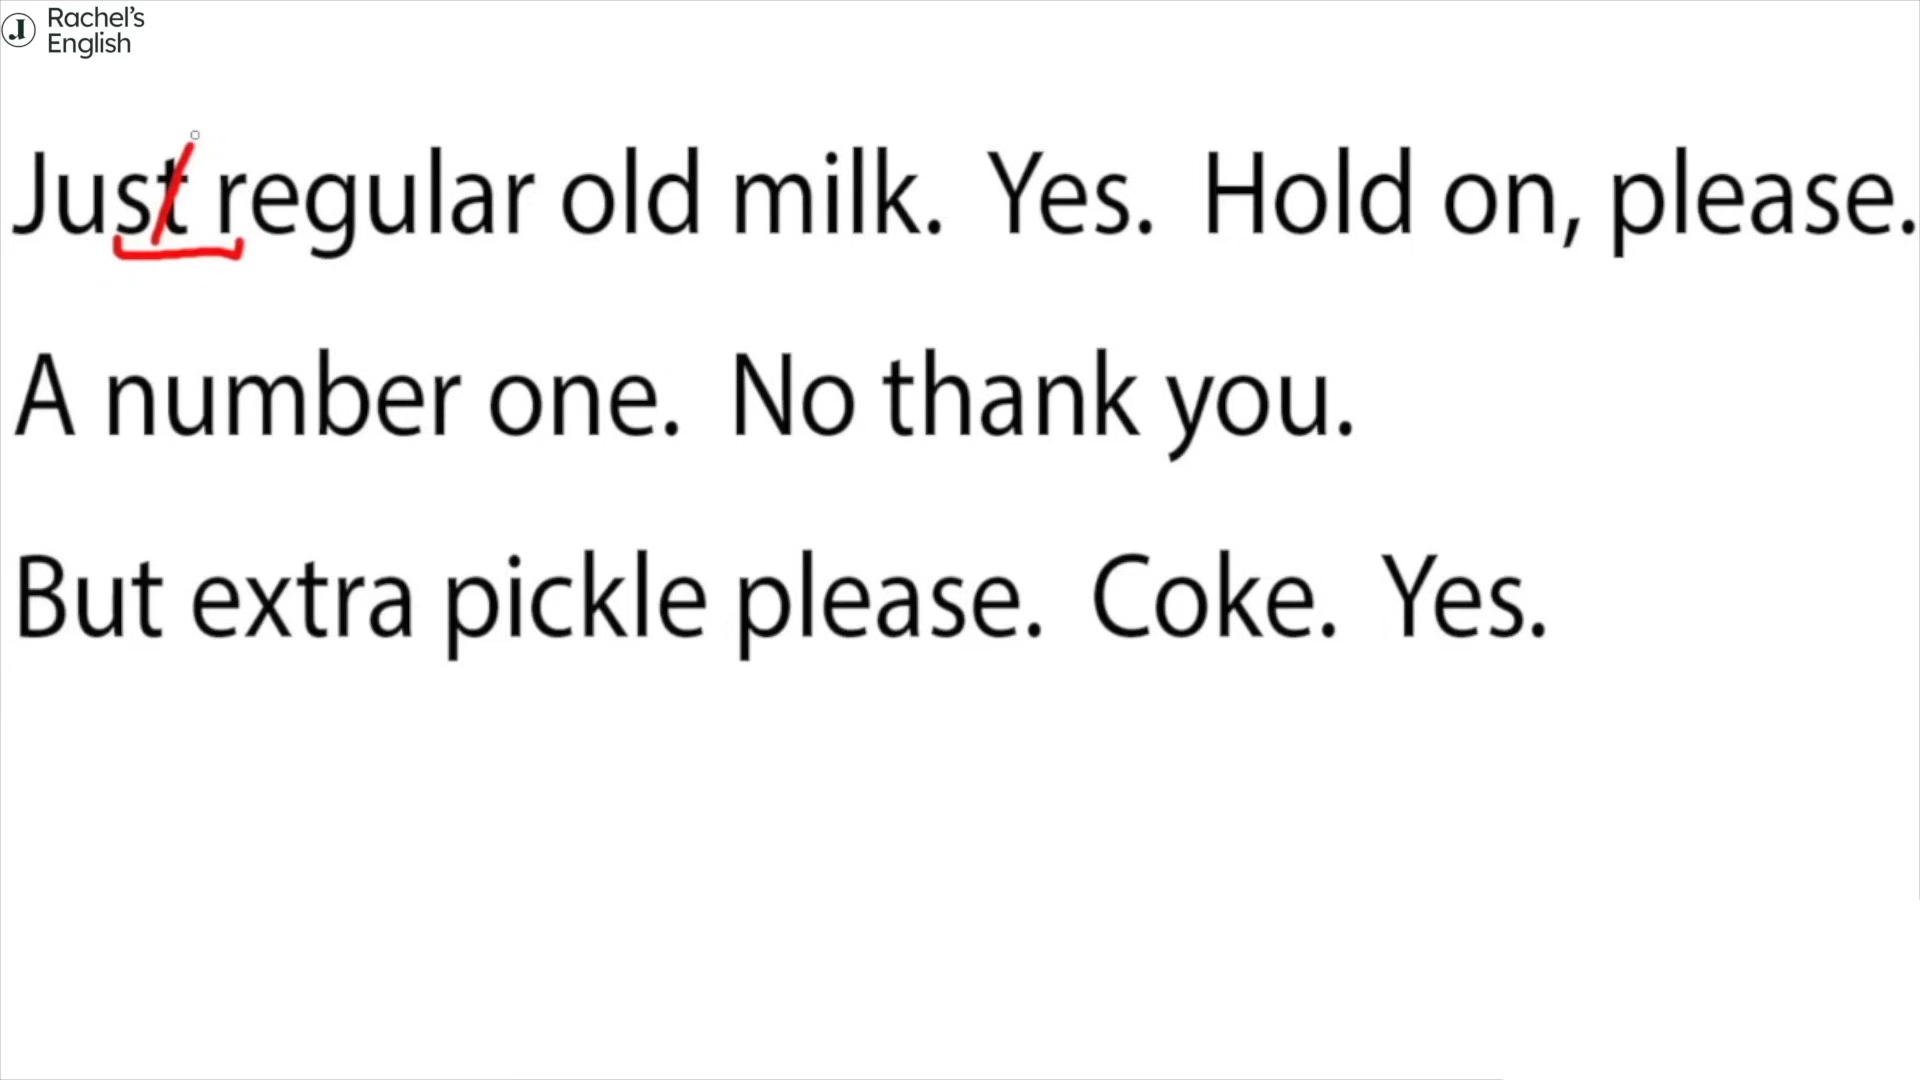 Rachel's
English
Just regular old milk. Yes. Hold on, please.
A number one. No thank you.
But extra pickle please. Coke. Yes.